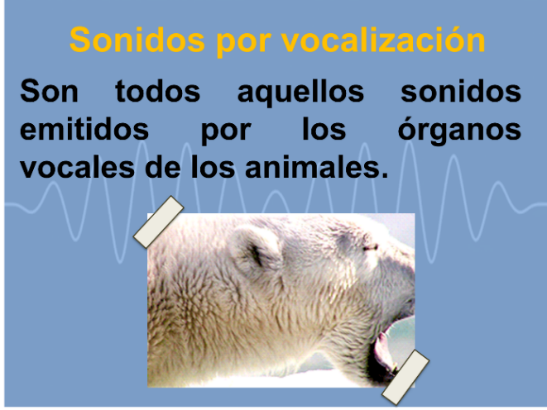 Sonidos por vocalización
Son todos aquellos sonidos
emitidos por los órganos
vocales de los animales.